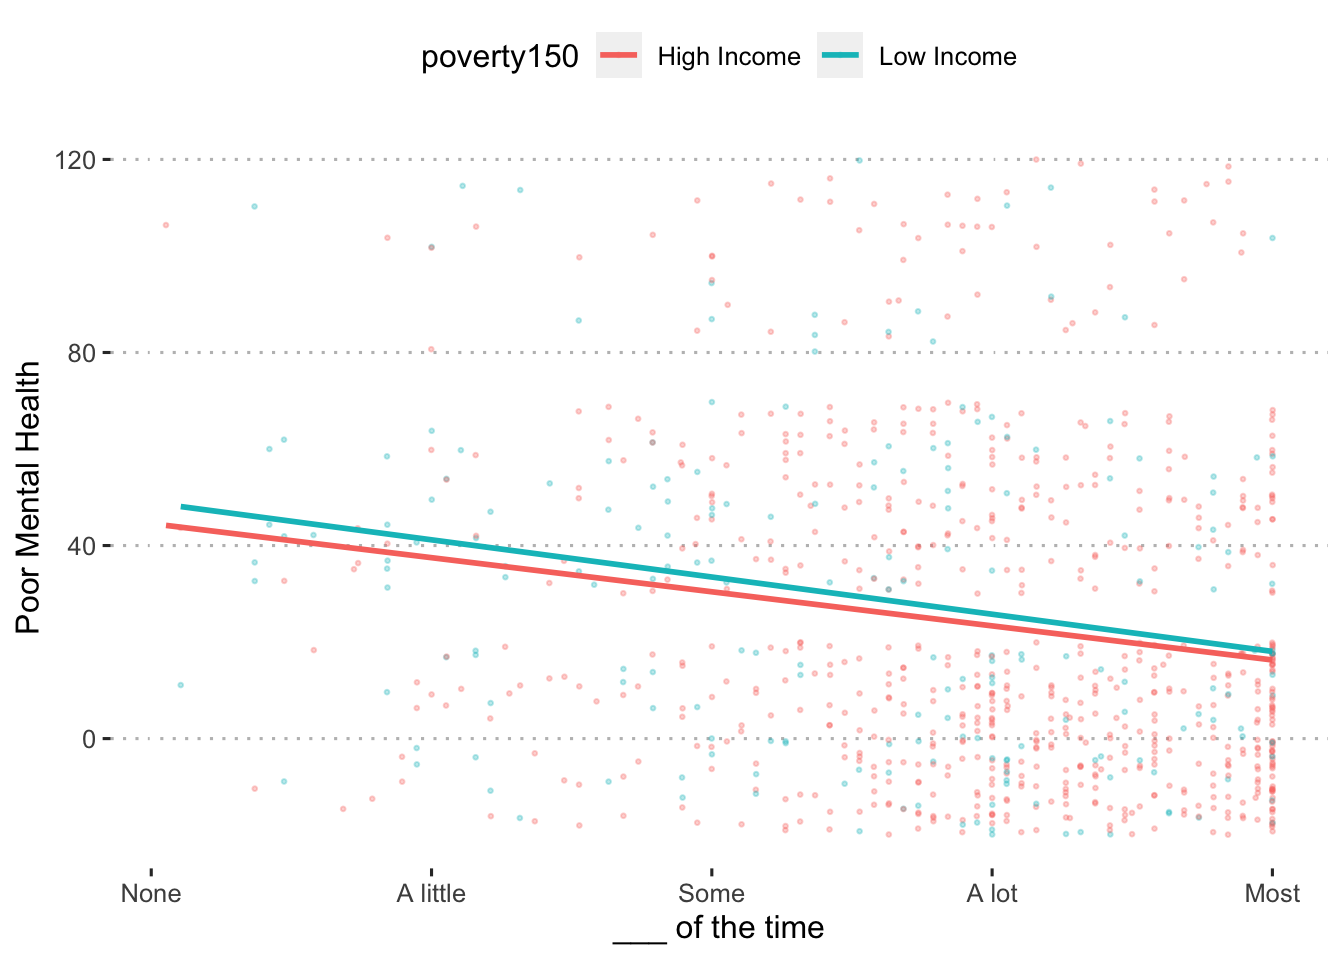 poverty150 High Income Low Income
120
80
40
0
Poor Mental Health
None A little Some A lot Most
___ of the time